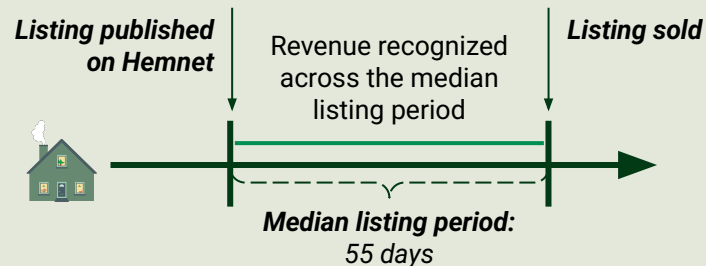 Listing published
on Hemnet
Revenue recognized
across the median
listing period
Listing sold
Median listing period:
55 days